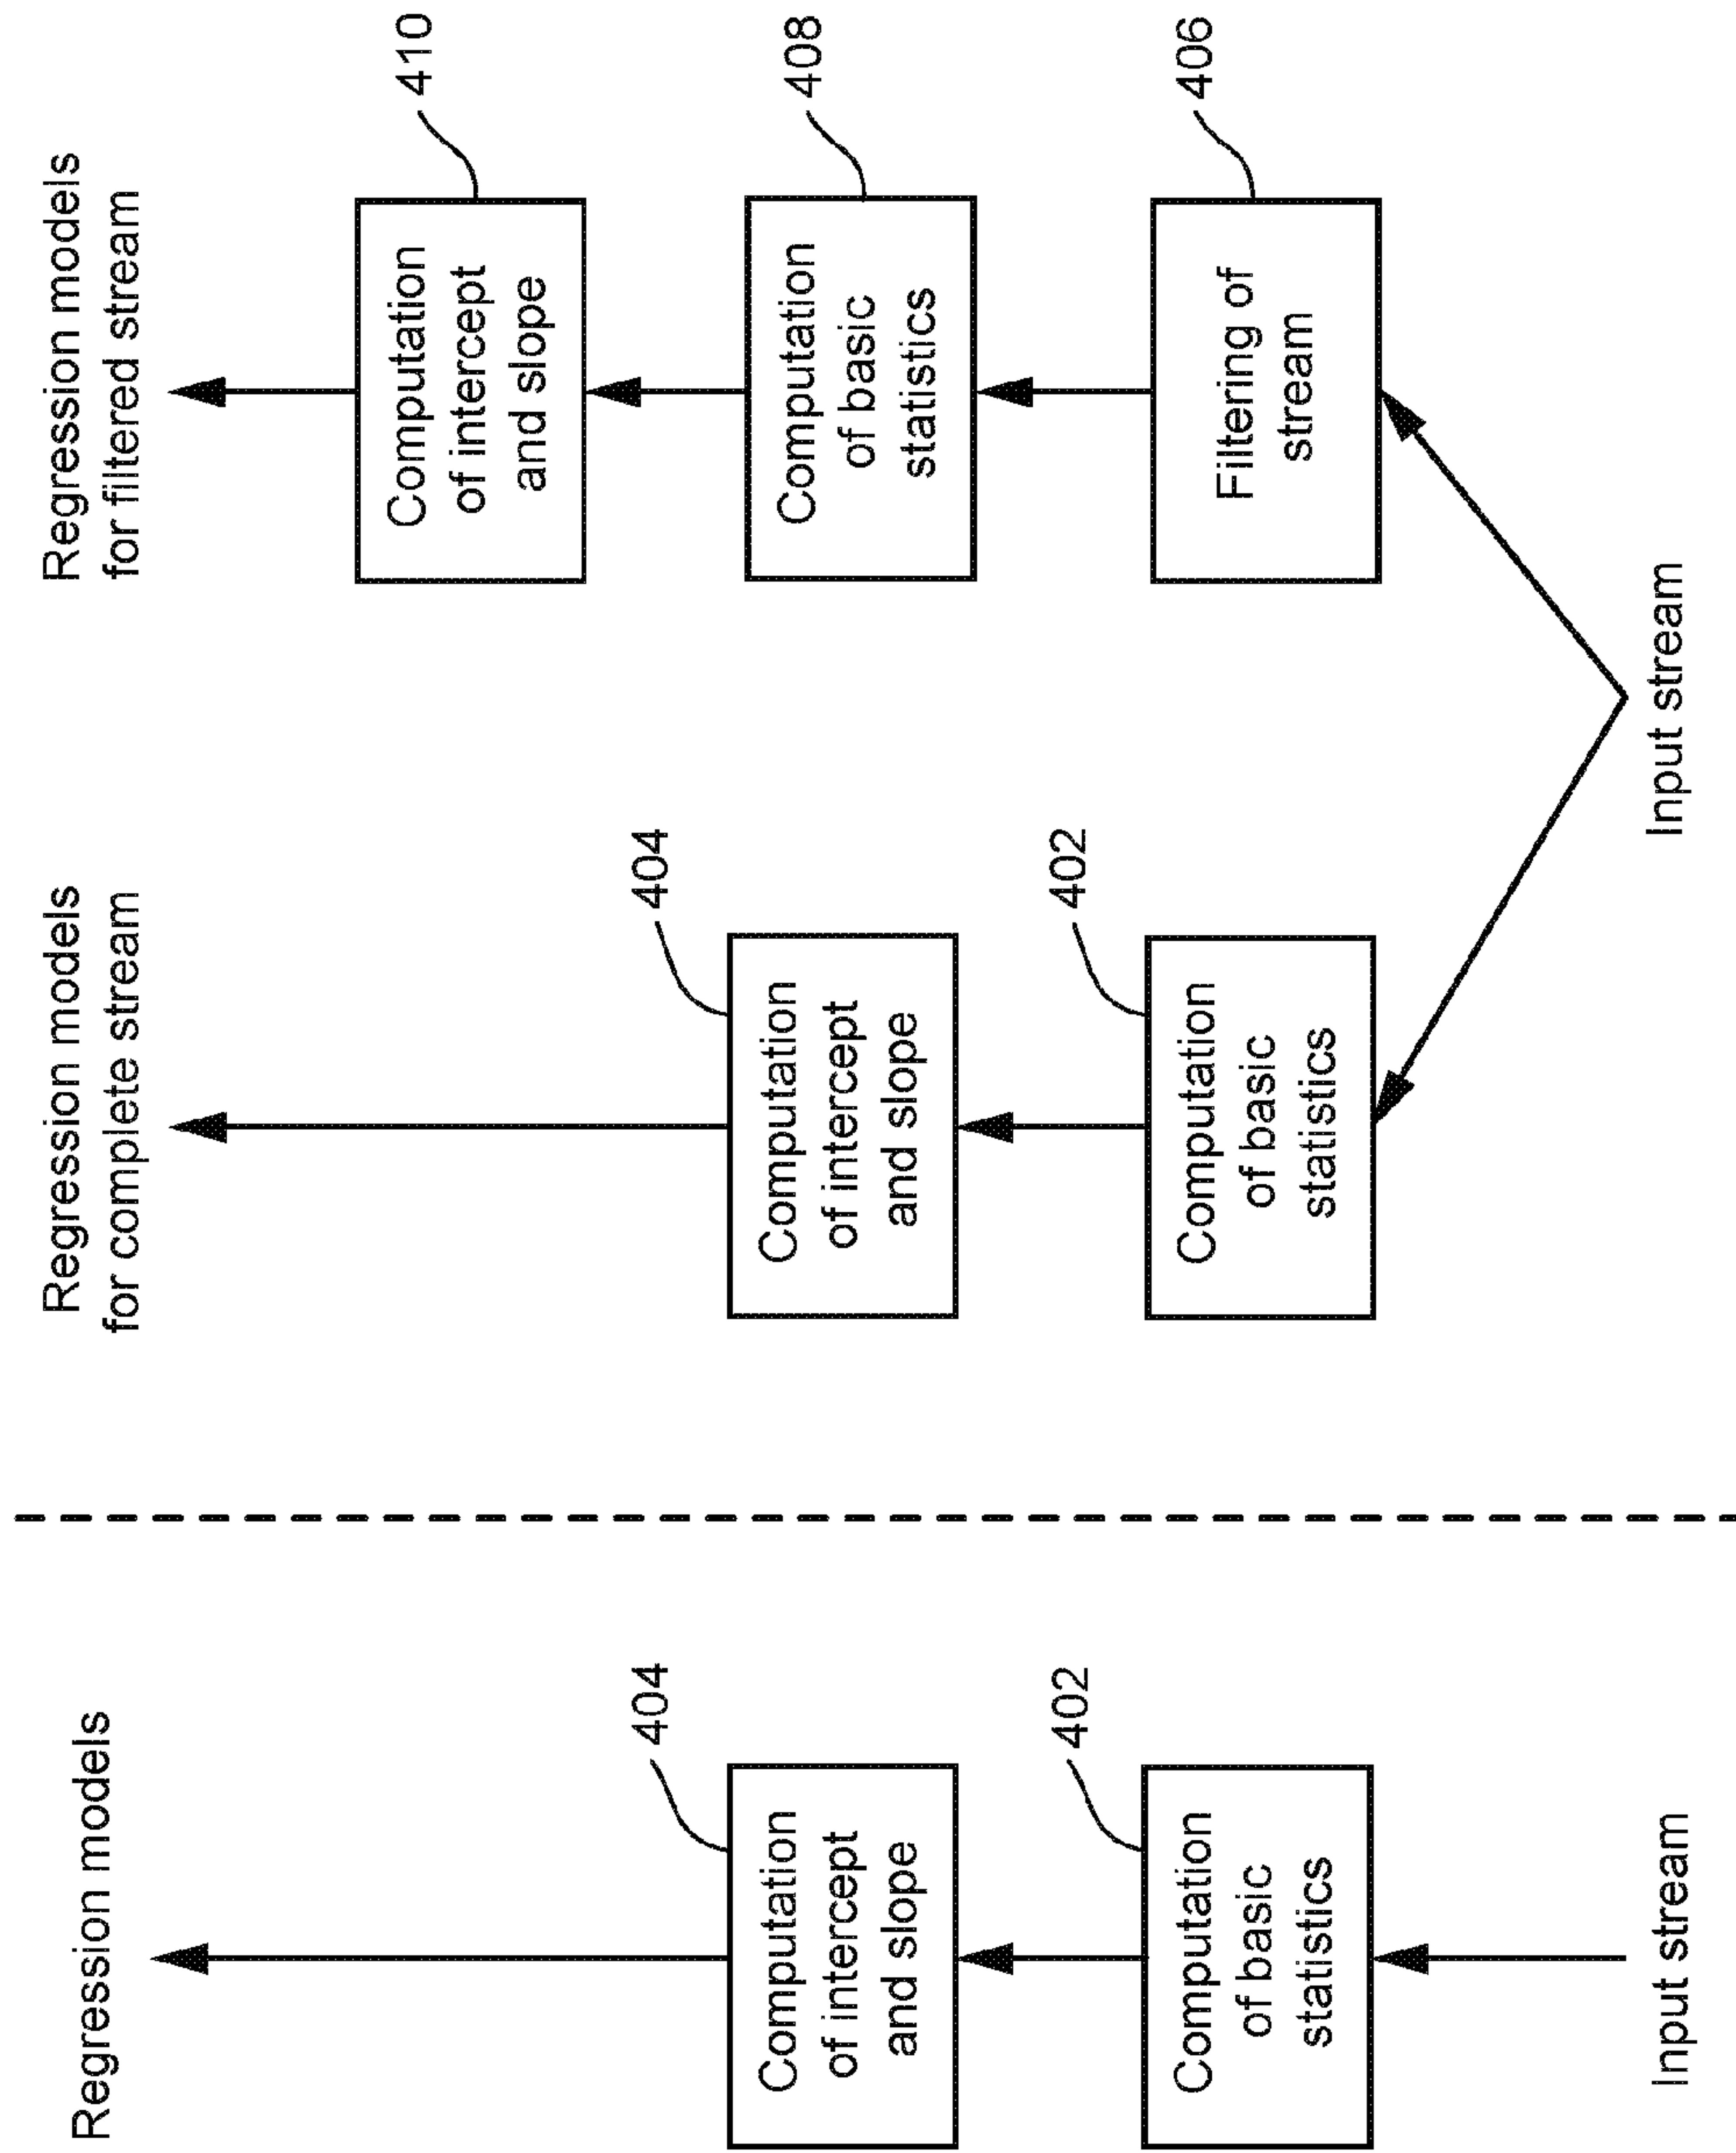 Regression models
404
Computation
of intercept
and slope
402
Computation
of basic
statistics
Input stream
Regression models
for complete stream
404
Computation
of intercept
and slope
402
Computation
of basic
statistics
Regression models
for filtered stream
410
Computation
of intercept
and slope
408
Computation
of basic
statistics
406
Filtering of
stream
Input stream